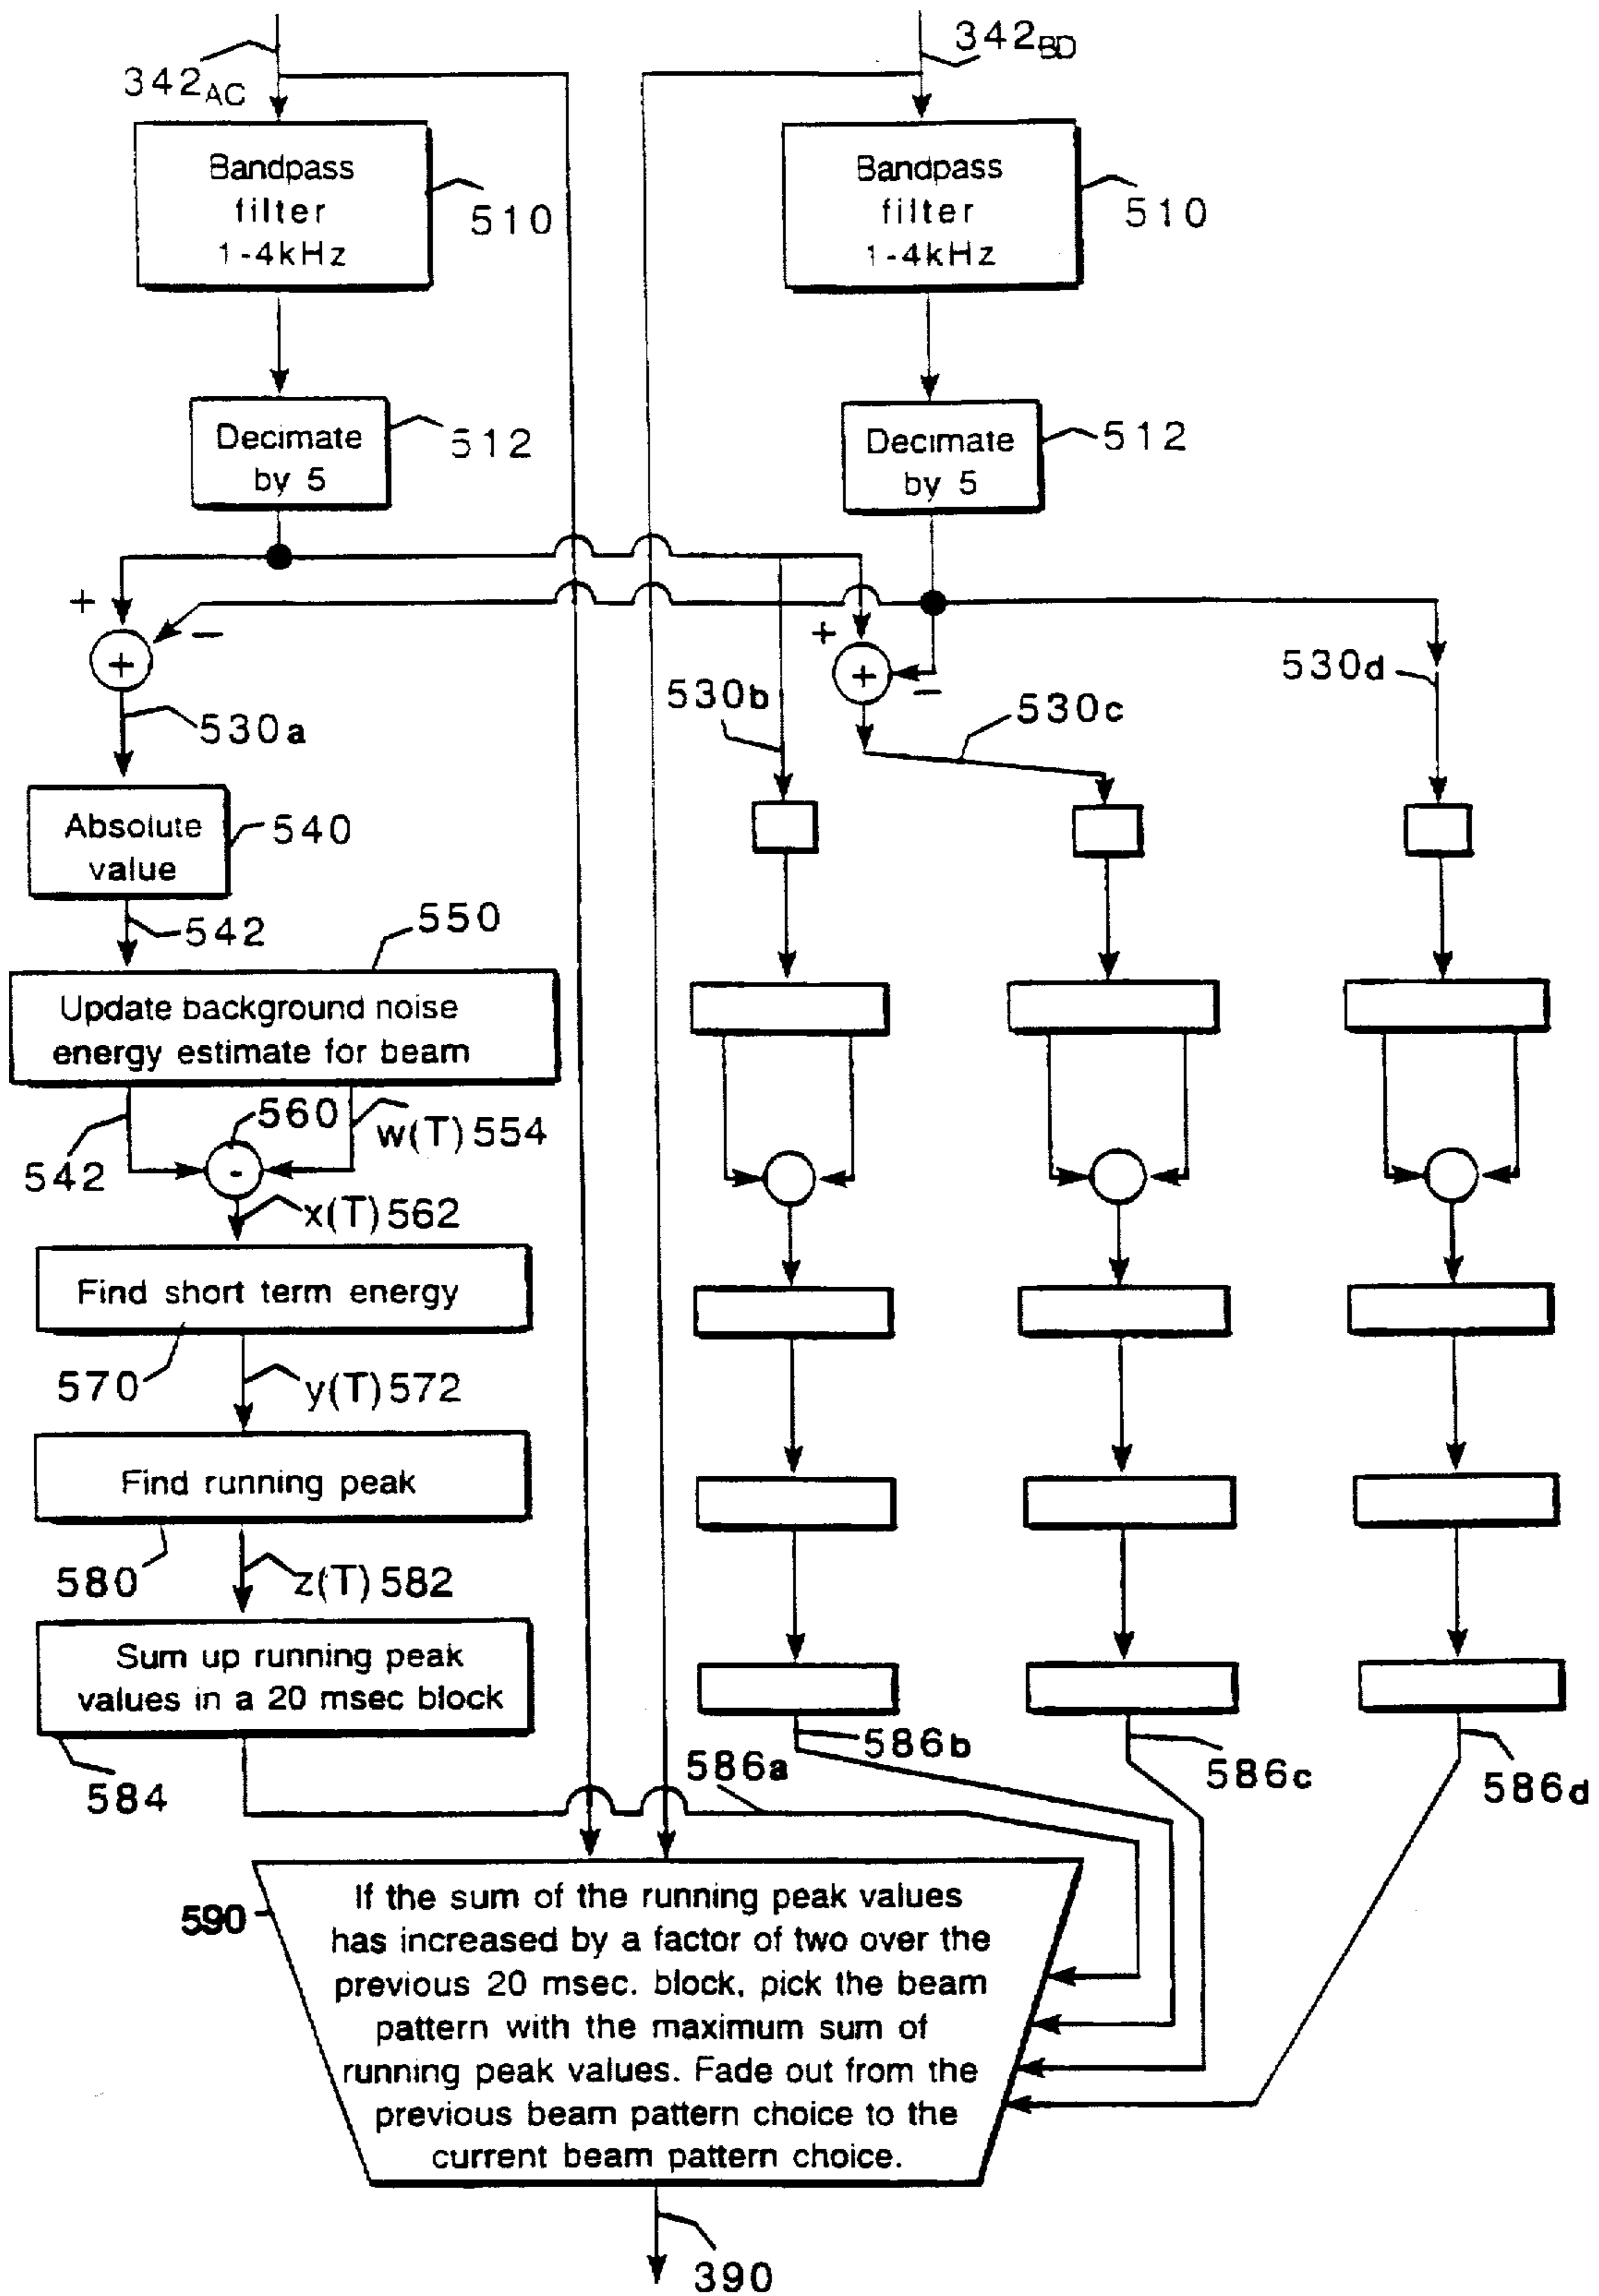 342AC
342BD
Bandpass
filter
1-4kHz
510
Bandpass
filter
1-4kHz
510
Decimate
by 5
512
Decimate
by 5
512
+
−
+
530a
+
−
+
530b
530c
530d
Absolute
value
540
542
550
Update background noise
energy estimate for beam
542
560
w(T) 554
-
x(T) 562
Find short term energy
570
y(T) 572
Find running peak
580
z(T) 582
Sum up running peak
values in a 20 msec block
584
586a
586b
586c
586d
590
If the sum of the running peak values
has increased by a factor of two over the
previous 20 msec. block, pick the beam
pattern with the maximum sum of
running peak values. Fade out from the
previous beam pattern choice to the
current beam pattern choice.
390